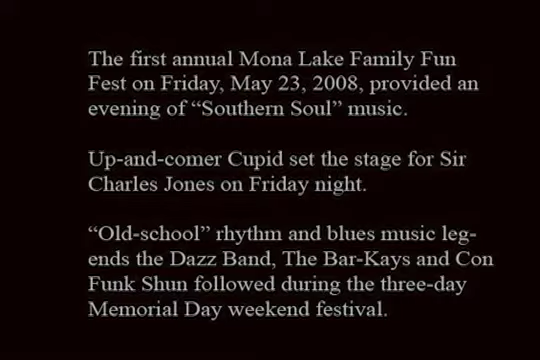 The first annual Mona Lake Family Fun
Fest on Friday, May 23, 2008, provided an
evening of “Southern Soul” music.
Up-and-comer Cupid set the stage for Sir
Charles Jones on Friday night.
“Old-school” rhythm and blues music leg-
ends the Dazz Band, The Bar-Kays and Con
Funk Shun followed during the three-day
Memorial Day weekend festival.